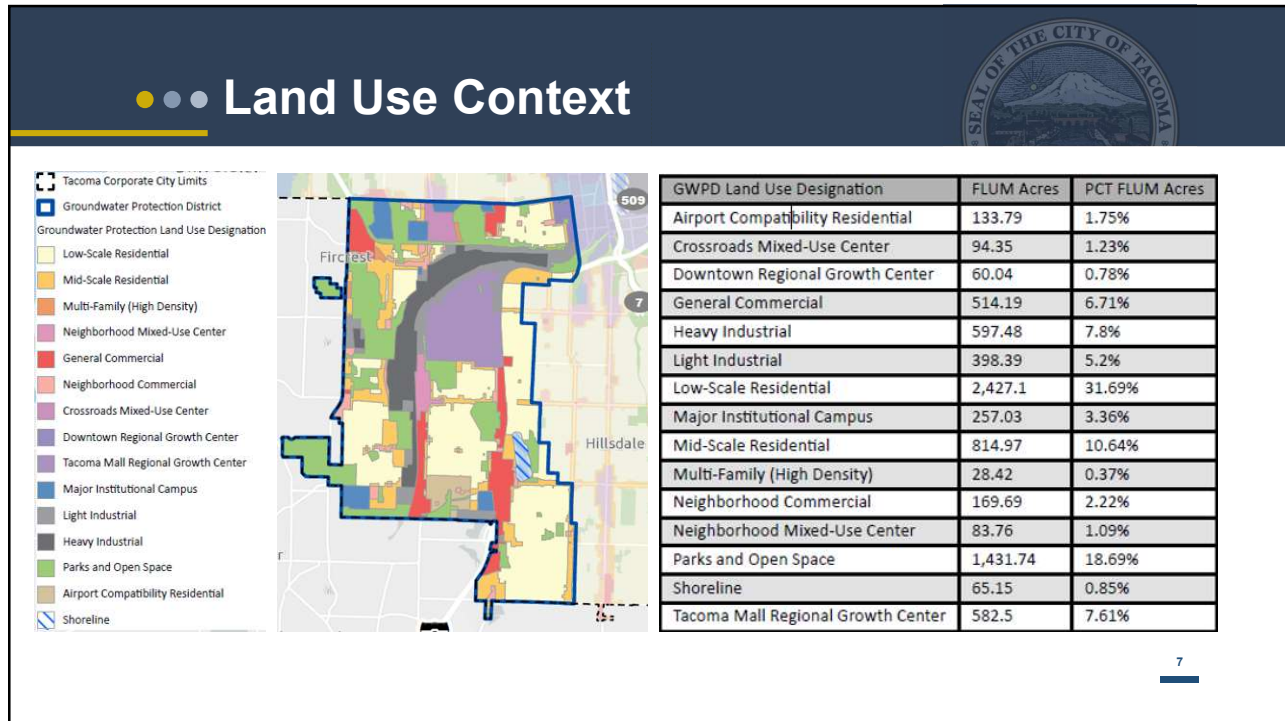 Land Use Context
SEAL OF THE CITY OF TACOMA
Tacoma Corporate City Limits
Groundwater Protection District
Groundwater Protection Land Use Designation
Low-Scale Residential
Mid-Scale Residential
Multi-Family (High Density)
Neighborhood Mixed-Use Center
General Commercial
Neighborhood Commercial
Crossroads Mixed-Use Center
Downtown Regional Growth Center
Tacoma Mall Regional Growth Center
Major Institutional Campus
Light Industrial
Heavy Industrial
Parks and Open Space
Airport Compatibility Residential
Shoreline
509
Fircrest
7
Hillsdale
GWPD Land Use Designation FLUM Acres PCT FLUM Acres
Airport Compatibility Residential 133.79 1.75%
Crossroads Mixed-Use Center 94.35 1.23%
Downtown Regional Growth Center 60.04 0.78%
General Commercial 514.19 6.71%
Heavy Industrial 597.48 7.8%
Light Industrial 398.39 5.2%
Low-Scale Residential 2,427.1 31.69%
Major Institutional Campus 257.03 3.36%
Mid-Scale Residential 814.97 10.64%
Multi-Family (High Density) 28.42 0.37%
Neighborhood Commercial 169.69 2.22%
Neighborhood Mixed-Use Center 83.76 1.09%
Parks and Open Space 1,431.74 18.69%
Shoreline 65.15 0.85%
Tacoma Mall Regional Growth Center 582.5 7.61%
7